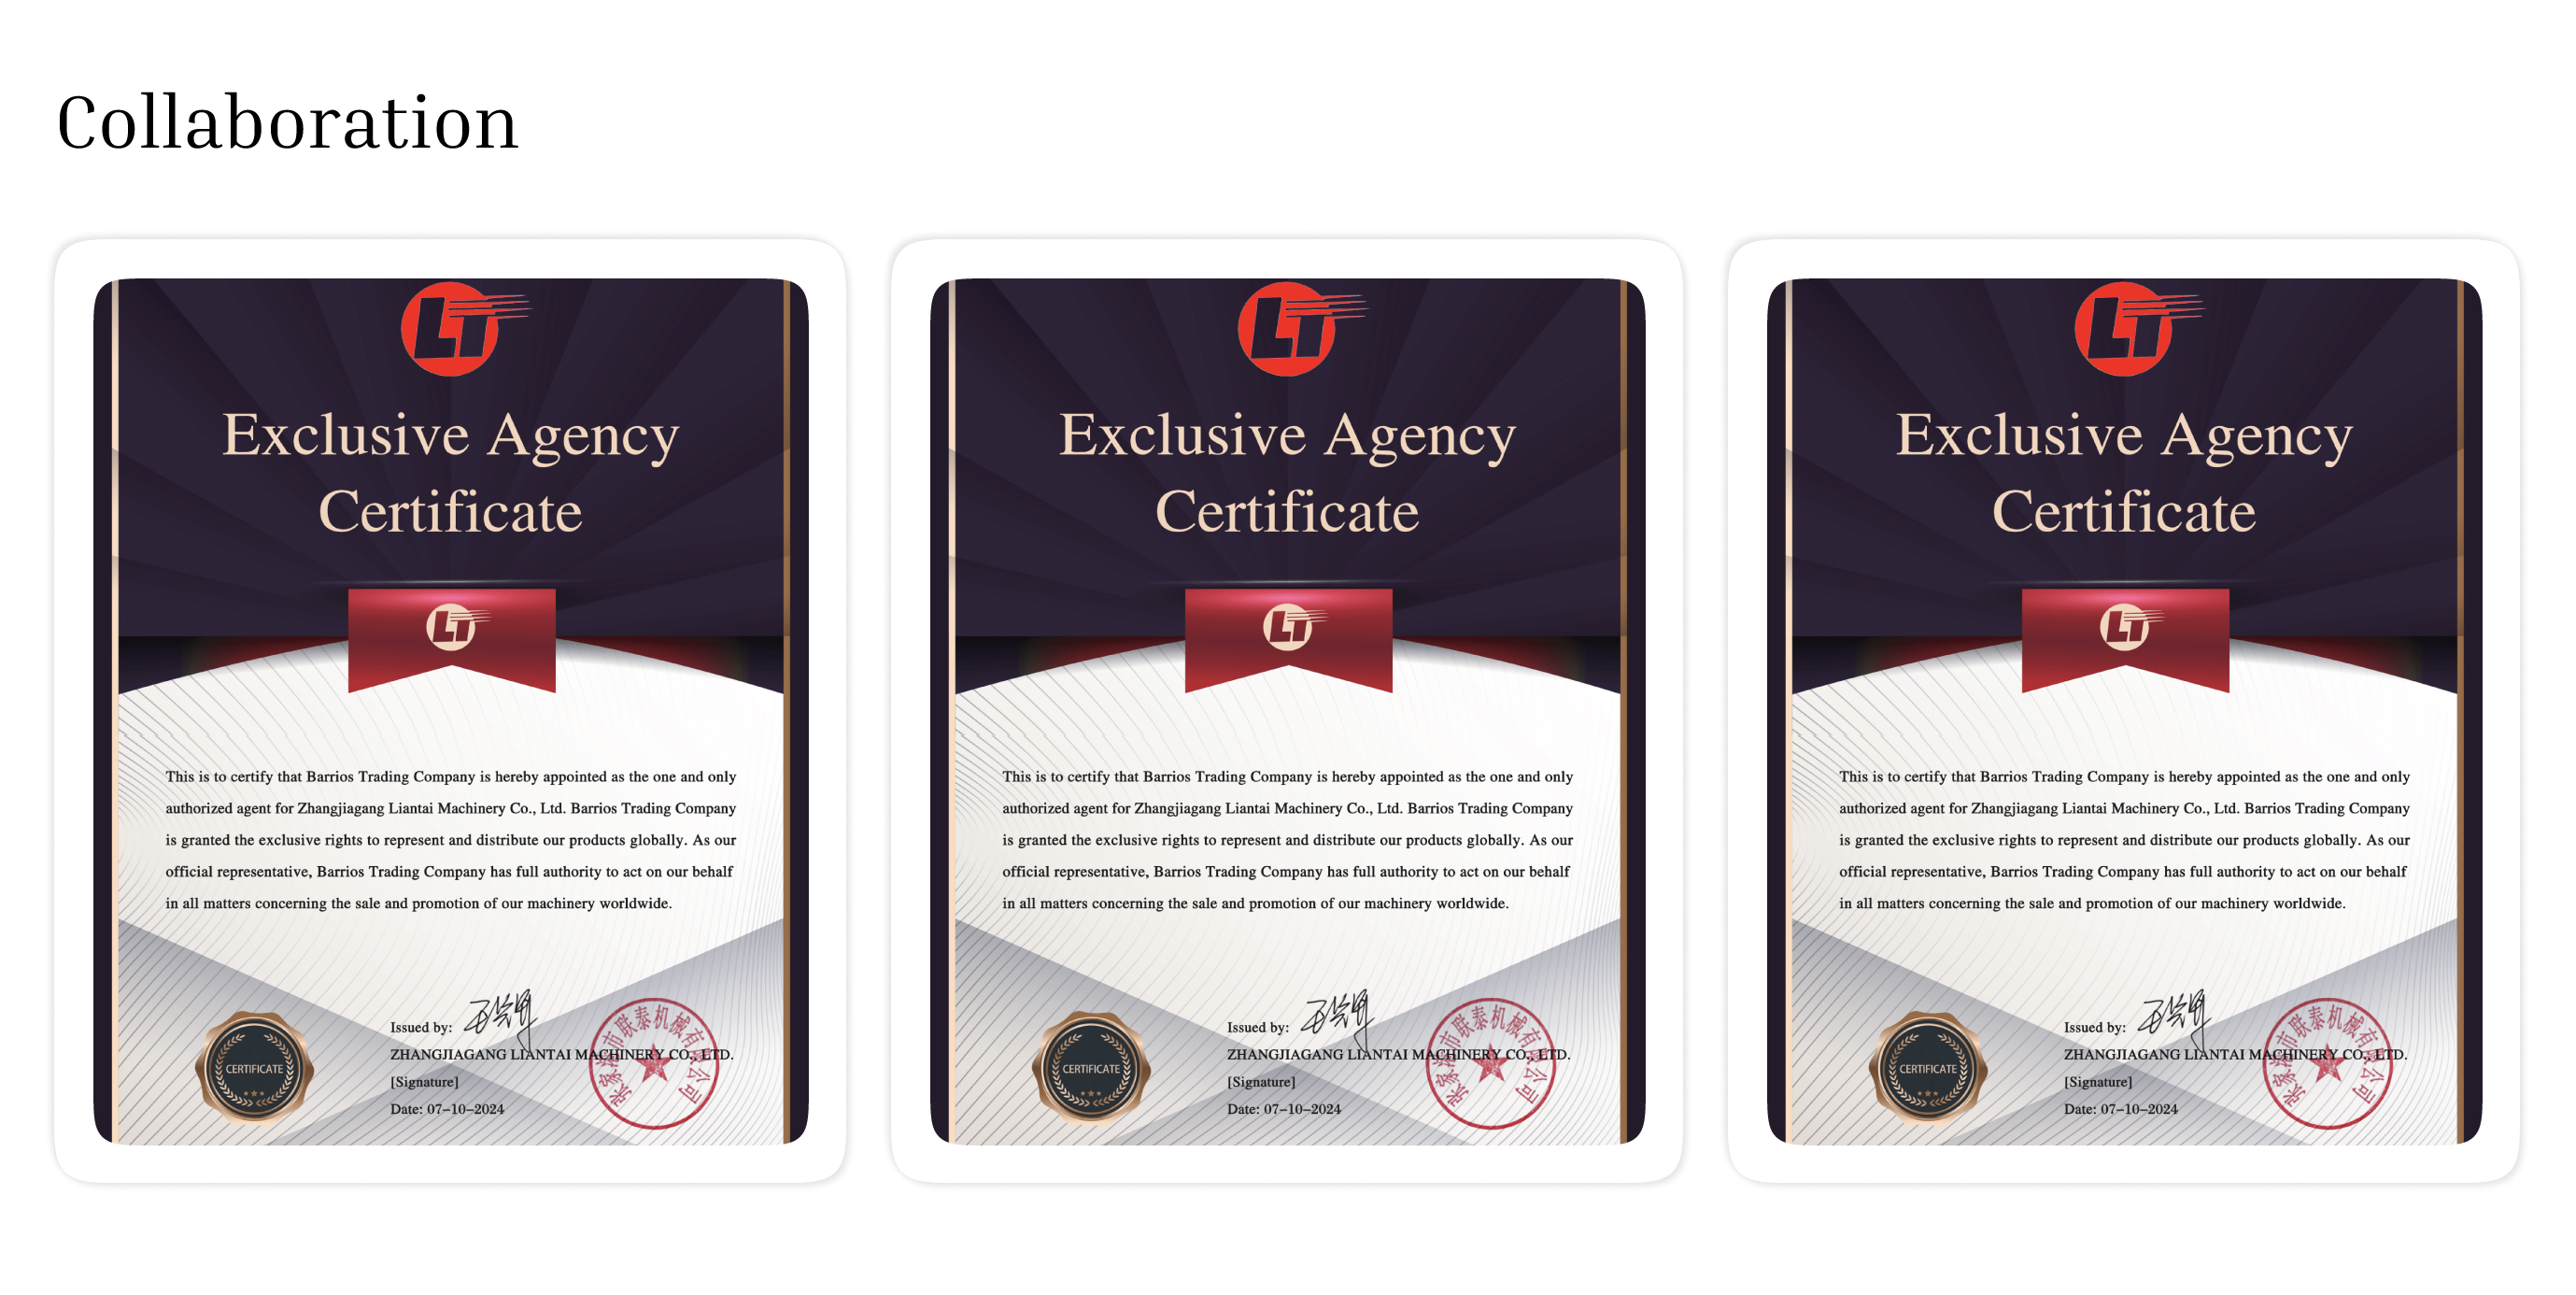 Collaboration
LT
Exclusive Agency
Certificate
LT
This is to certify that Barrios Trading Company is hereby appointed as the one and only
authorized agent for Zhangjiagang Liantai Machinery Co., Ltd. Barrios Trading Company
is granted the exclusive rights to represent and distribute our products globally. As our
official representative, Barrios Trading Company has full authority to act on our behalf
in all matters concerning the sale and promotion of our machinery worldwide.
CERTIFICATE
Issued by:
ZHANGJIAGANG LIANTAI MACHINERY CO., LTD.
[Signature]
Date: 07-10-2024
张家港市联泰机械有限公司
LT
Exclusive Agency
Certificate
LT
This is to certify that Barrios Trading Company is hereby appointed as the one and only
authorized agent for Zhangjiagang Liantai Machinery Co., Ltd. Barrios Trading Company
is granted the exclusive rights to represent and distribute our products globally. As our
official representative, Barrios Trading Company has full authority to act on our behalf
in all matters concerning the sale and promotion of our machinery worldwide.
CERTIFICATE
Issued by:
ZHANGJIAGANG LIANTAI MACHINERY CO., LTD.
[Signature]
Date: 07-10-2024
张家港市联泰机械有限公司
LT
Exclusive Agency
Certificate
LT
This is to certify that Barrios Trading Company is hereby appointed as the one and only
authorized agent for Zhangjiagang Liantai Machinery Co., Ltd. Barrios Trading Company
is granted the exclusive rights to represent and distribute our products globally. As our
official representative, Barrios Trading Company has full authority to act on our behalf
in all matters concerning the sale and promotion of our machinery worldwide.
CERTIFICATE
Issued by:
ZHANGJIAGANG LIANTAI MACHINERY CO., LTD.
[Signature]
Date: 07-10-2024
张家港市联泰机械有限公司